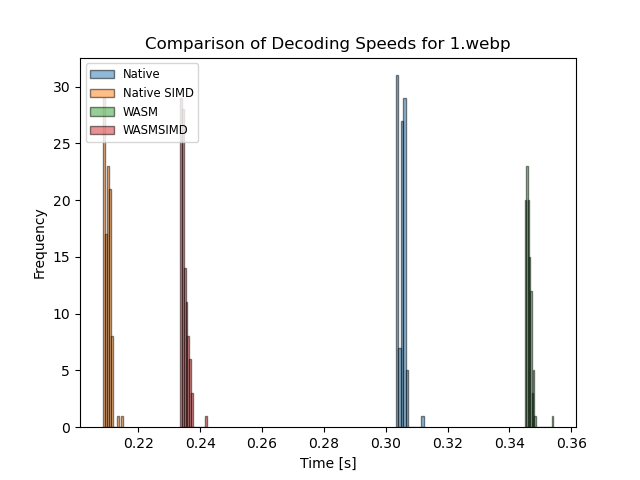 Comparison of Decoding Speeds for 1.webp
Native
Native SIMD
WASM
WASMSIMD
Frequency
30
25
20
15
10
5
0
0.22 0.24 0.26 0.28 0.30 0.32 0.34 0.36
Time [s]